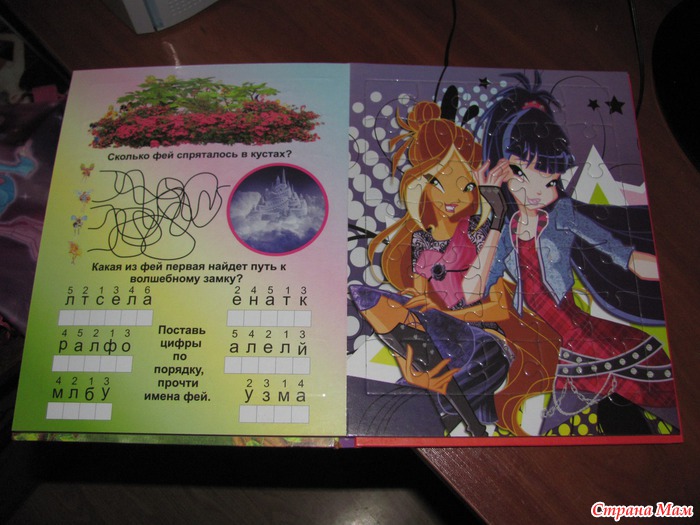 Сколько фей спряталось в кустах?
Какая из фей первая найдет путь к
волшебному замку?
5 2 1 3 4 6
л т с е л а
2 4 5 1 3
е н а т к
4 5 2 1 3
р а л ф о
Поставь
цифры
по
порядку,
прочти
имена фей.
5 4 2 1 3
а л е л й
4 2 1 3
м л б у
2 3 1 4
у з м а
Страна Мам